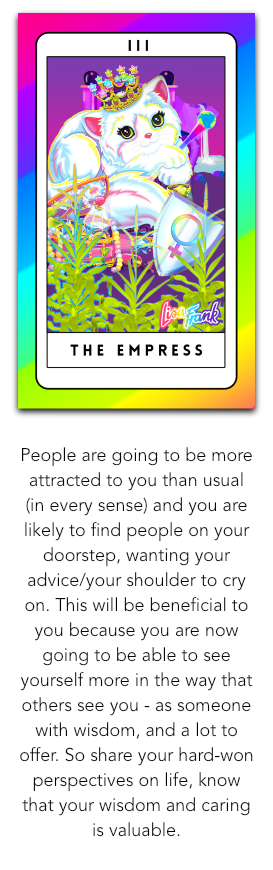 III
Lisa
Frank
THE EMPRESS
People are going to be more
attracted to you than usual
(in every sense) and you are
likely to find people on your
doorstep, wanting your
advice/your shoulder to cry
on. This will be beneficial to
you because you are now
going to be able to see
yourself more in the way that
others see you - as someone
with wisdom, and a lot to
offer. So share your hard-won
perspectives on life, know
that your wisdom and caring
is valuable.